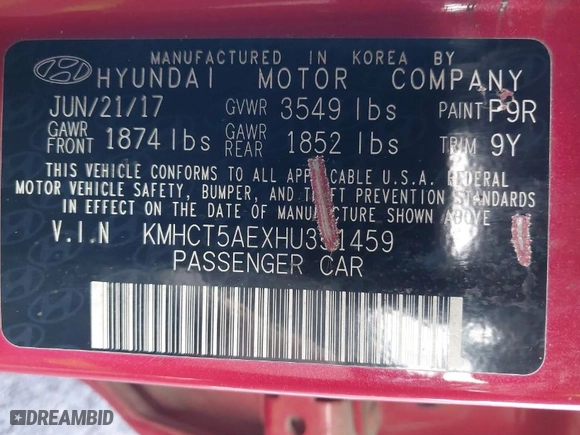 MANUFACTURED IN KOREA BY
HYUNDAI MOTOR COMPANY
JUN/21/17 GVWR 3549 lbs PAINT P9R
GAWR FRONT 1874 lbs GAWR REAR 1852 lbs TRIM 9Y
THIS VEHICLE CONFORMS TO ALL APPLICABLE U.S.A. FEDERAL
MOTOR VEHICLE SAFETY, BUMPER, AND THEFT PREVENTION STANDARDS
IN EFFECT ON THE DATE OF MANUFACTURE SHOWN ABOVE.
V.I.N
PASSENGER CAR
DREAMBID